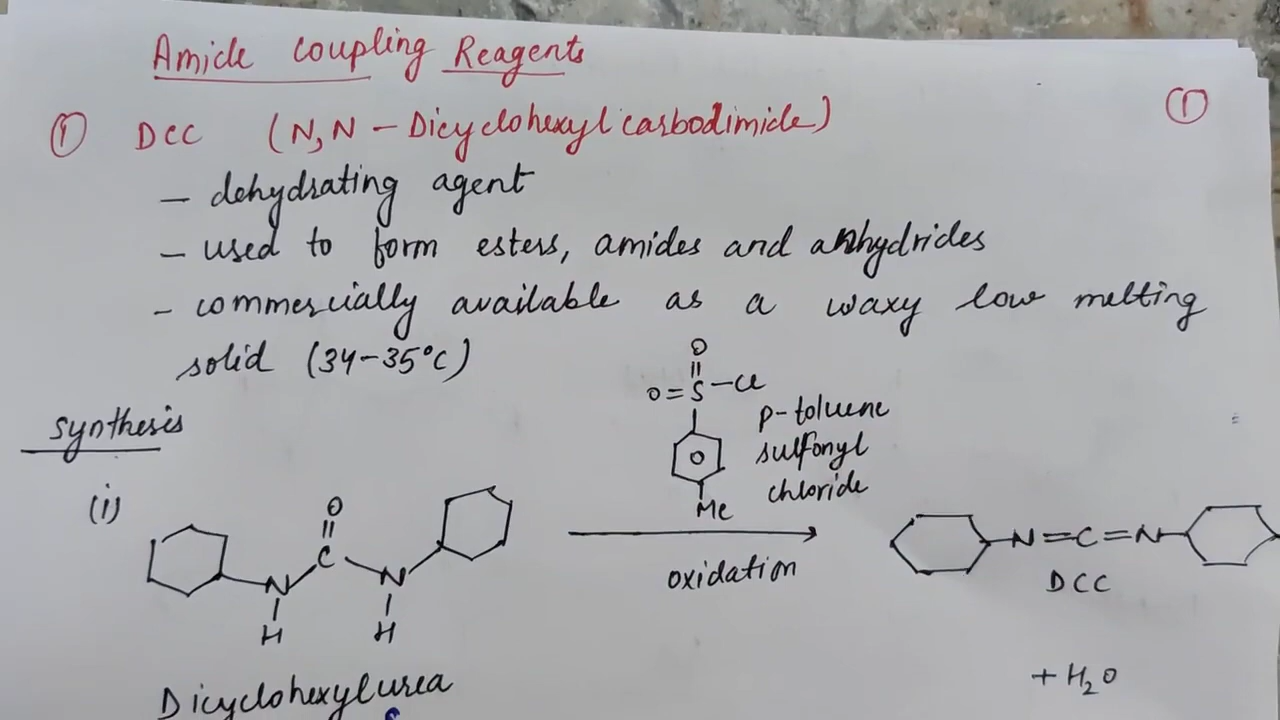 Amide Coupling Reagents
① DCC (N,N - Dicyclohexyl carbodimide) ①
- dehydrating agent
- used to form esters, amides and anhydrides
- commercially available as a waxy low melting
solid (34-35°C)
Synthesis
O
O=S-Cl
p-toluene
sulfonyl
chloride
Me
(i)
O
C
N N
H H
oxidation
N=C=N
DCC
Dicyclohexylurea
+ H₂O